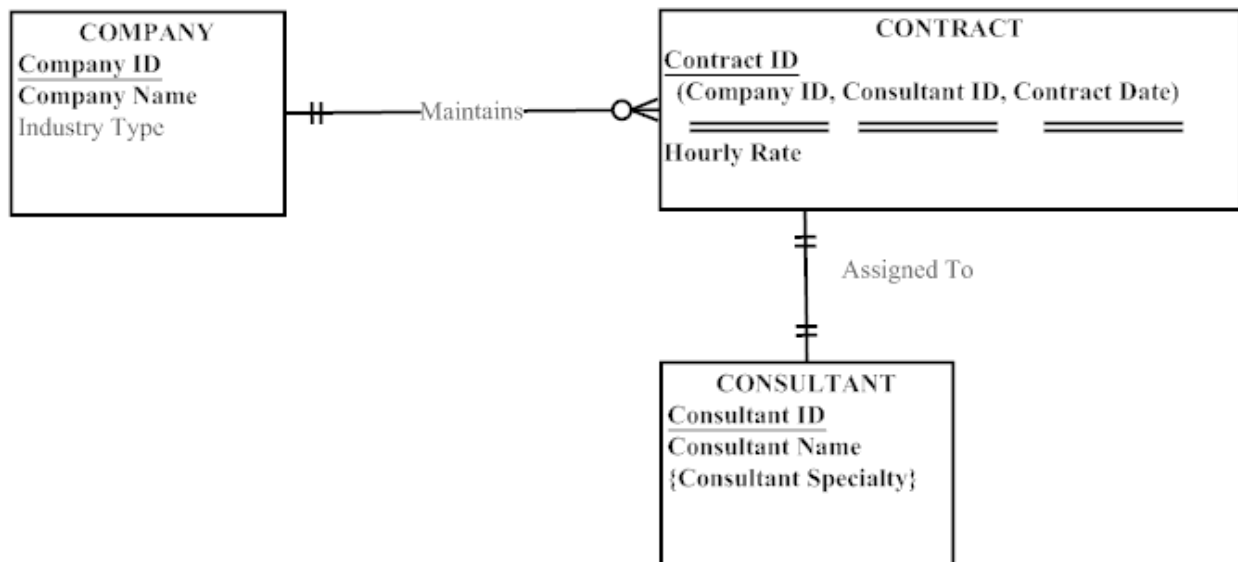 COMPANY
Company ID
Company Name
Industry Type
Maintains
CONTRACT
Contract ID
(Company ID, Consultant ID, Contract Date)
Hourly Rate
Assigned To
CONSULTANT
Consultant ID
Consultant Name
{Consultant Specialty}